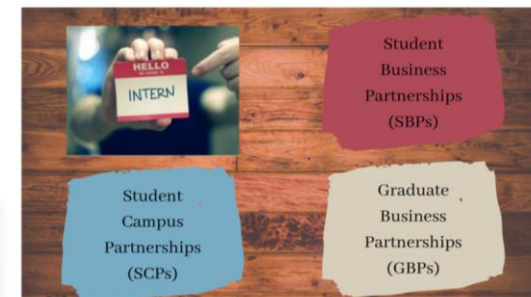 HELLO
INTERN
Student
Business
Partnerships
(SBPs)
Student
Campus
Partnerships
(SCPs)
Graduate
Business
Partnerships
(GBPs)